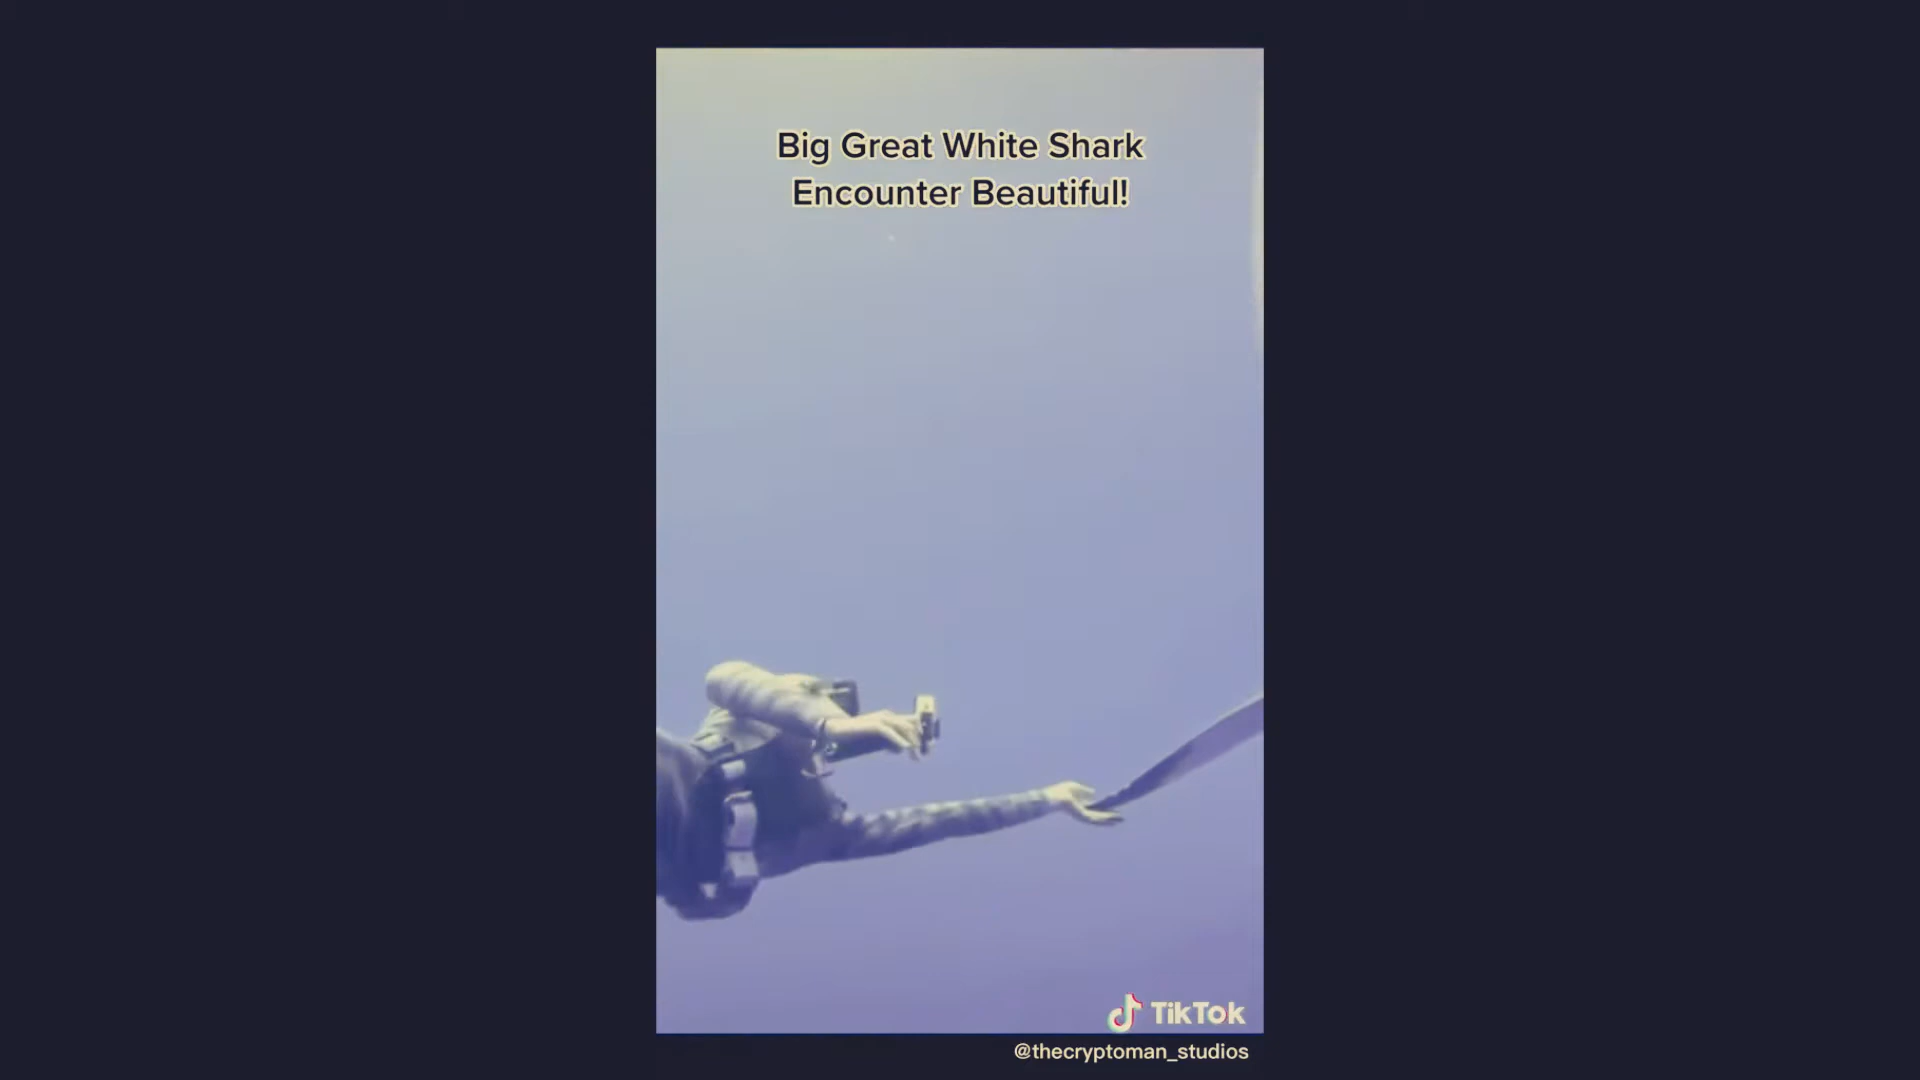 Big Great White Shark
Encounter Beautiful!
TikTok
@thecryptoman_studios